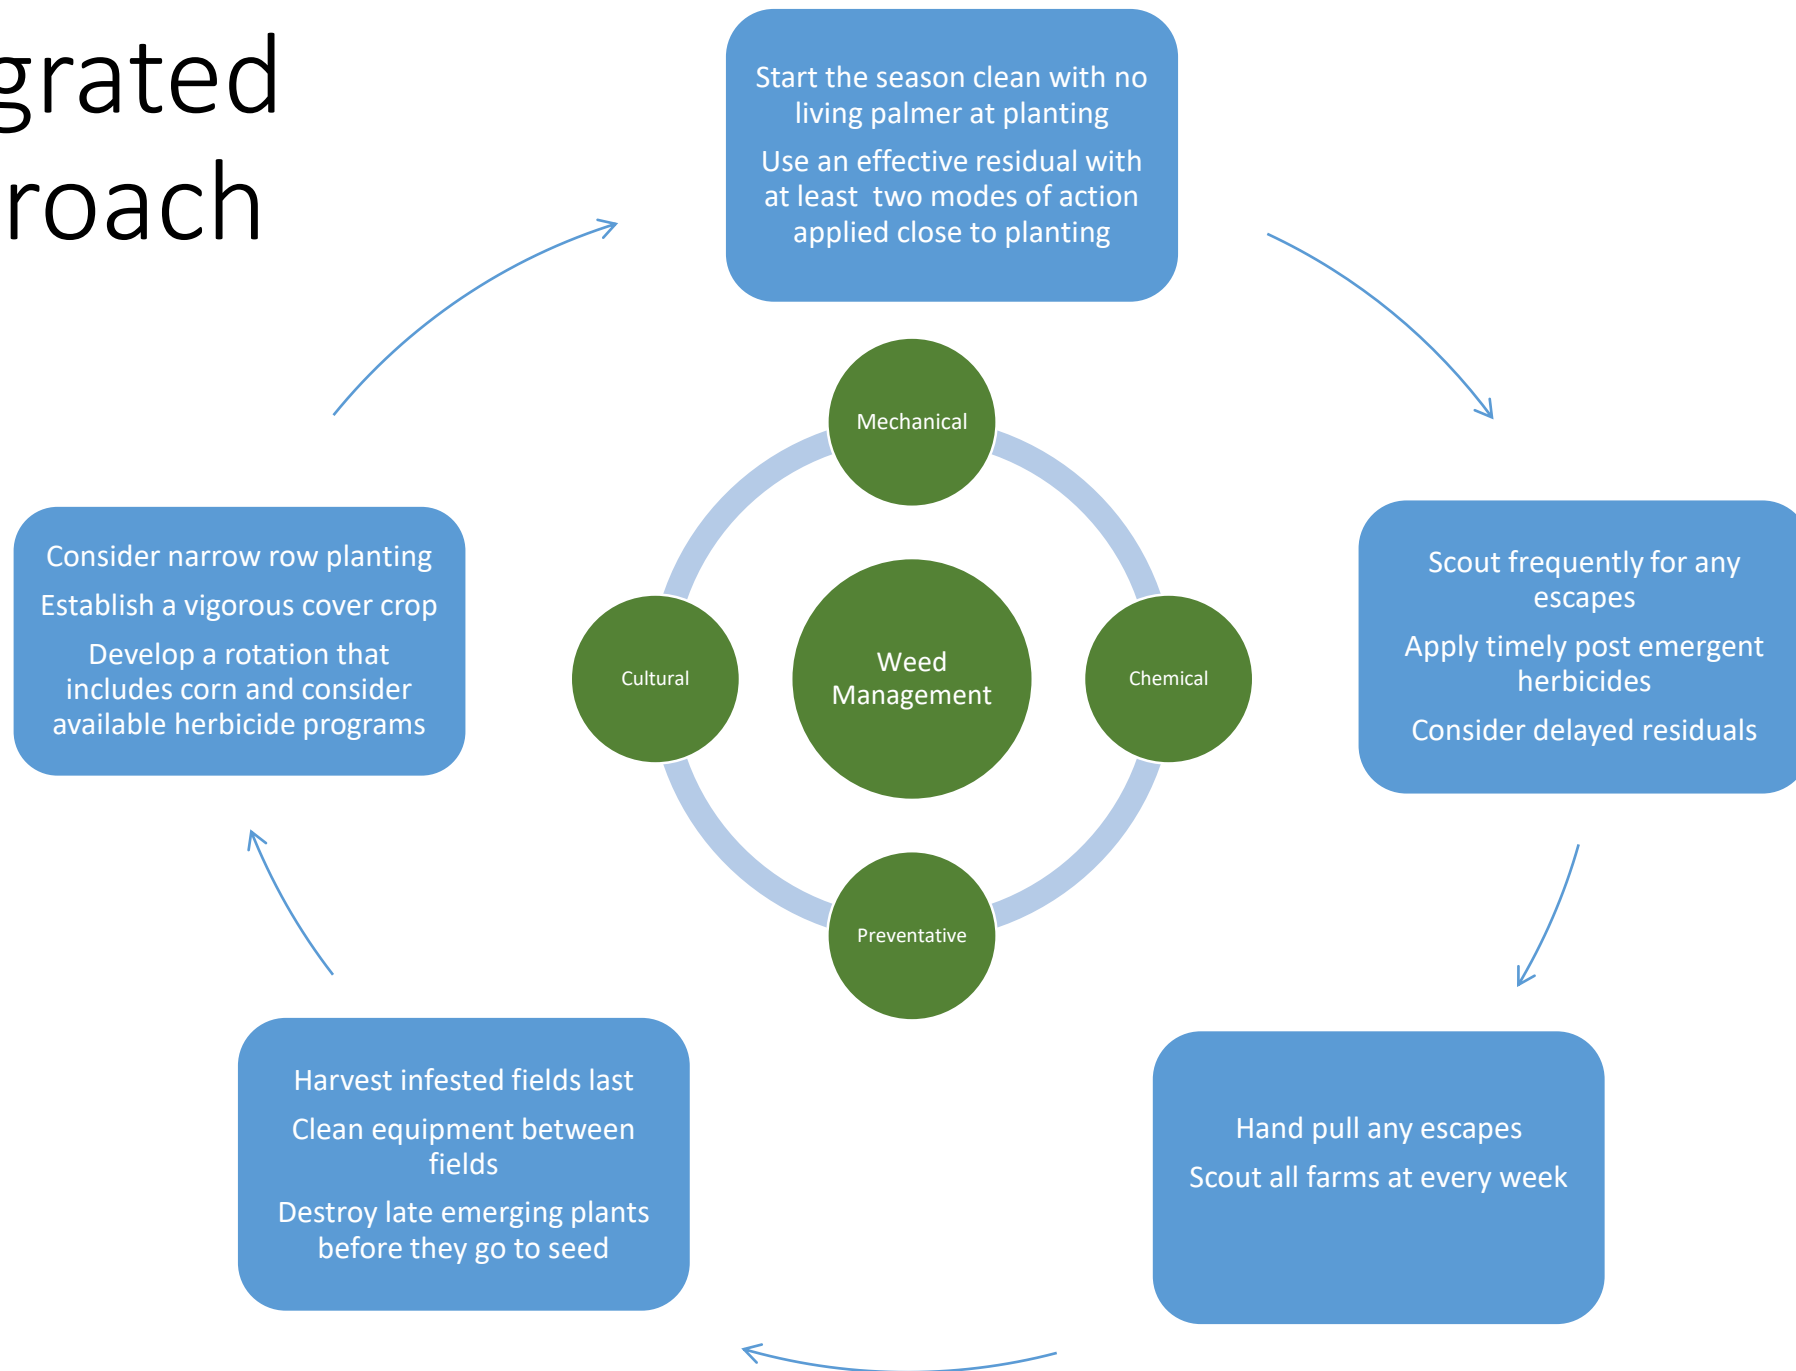 grated
roach
Start the season clean with no
living palmer at planting
Use an effective residual with
at least  two modes of action
applied close to planting
Mechanical
Consider narrow row planting
Establish a vigorous cover crop
Develop a rotation that
includes corn and consider
available herbicide programs
Cultural
Weed
Management
Chemical
Scout frequently for any
escapes
Apply timely post emergent
herbicides
Consider delayed residuals
Preventative
Harvest infested fields last
Clean equipment between
fields
Destroy late emerging plants
before they go to seed
Hand pull any escapes
Scout all farms at every week